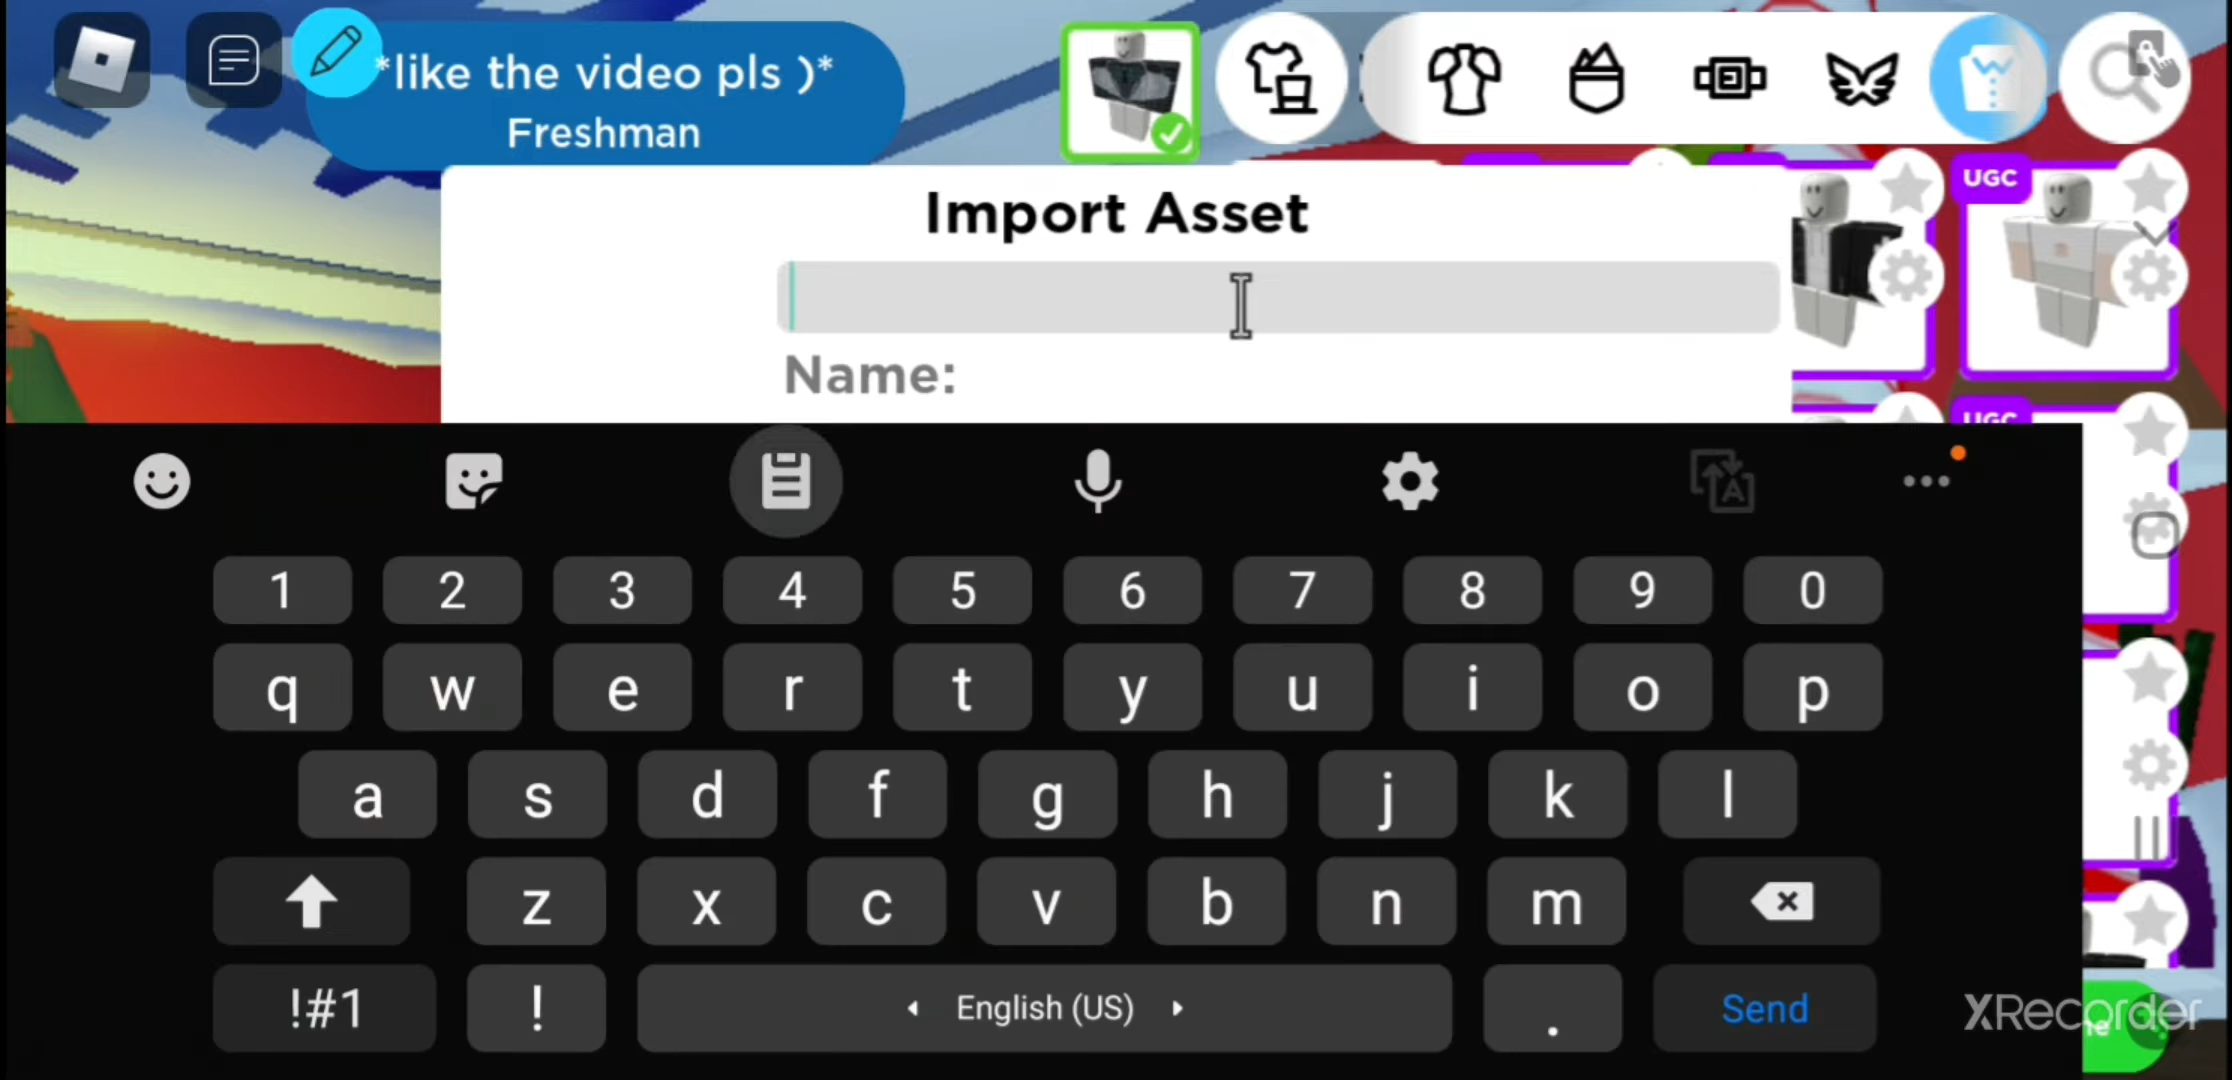 *like the video pls )*
Freshman
Import Asset
UGC
Name:
UGC
1 2 3 4 5 6 7 8 9 0
q w e r t y u i o p
a s d f g h j k l
z x c v b n m
!#1 ! English (US) . Send
XRecorder